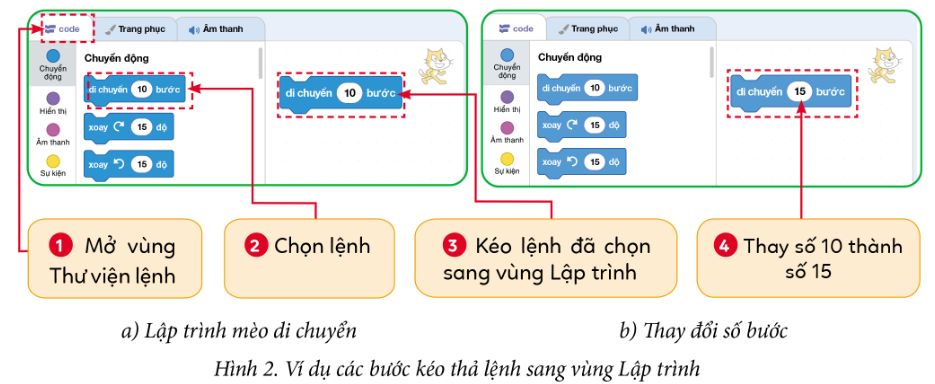 code Trang phục Âm thanh
Chuyển động
Chuyển động
Hiển thị
Âm thanh
Sự kiện
di chuyển 10 bước
xoay 15 độ
xoay 15 độ
di chuyển 10 bước
code Trang phục Âm thanh
Chuyển động
Chuyển động
Hiển thị
Âm thanh
Sự kiện
di chuyển 10 bước
xoay 15 độ
xoay 15 độ
di chuyển 15 bước
1 Mở vùng
Thư viện lệnh
2 Chọn lệnh
3 Kéo lệnh đã chọn
sang vùng Lập trình
4 Thay số 10 thành
số 15
a) Lập trình mèo di chuyển
b) Thay đổi số bước
Hình 2. Ví dụ các bước kéo thả lệnh sang vùng Lập trình